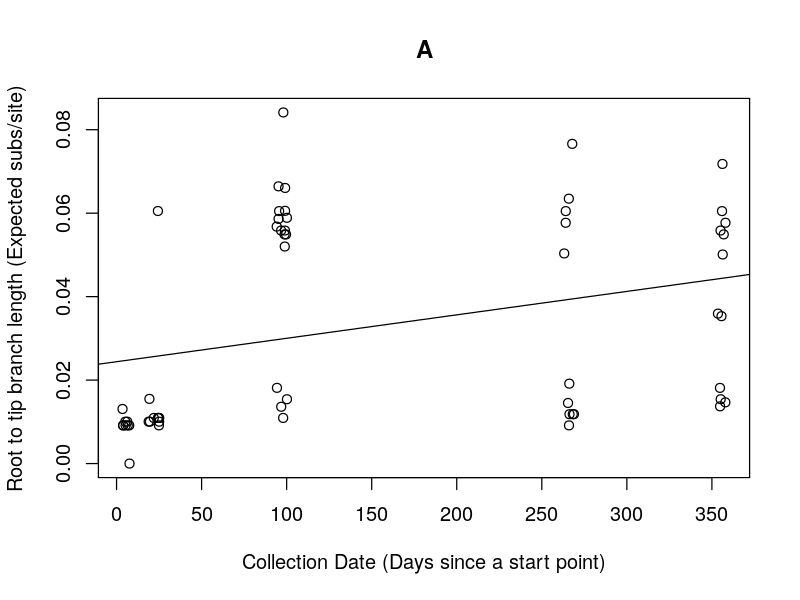 A
Root to tip branch length (Expected subs/site)
0.08
0.06
0.04
0.02
0.00
0 50 100 150 200 250 300 350
Collection Date (Days since a start point)